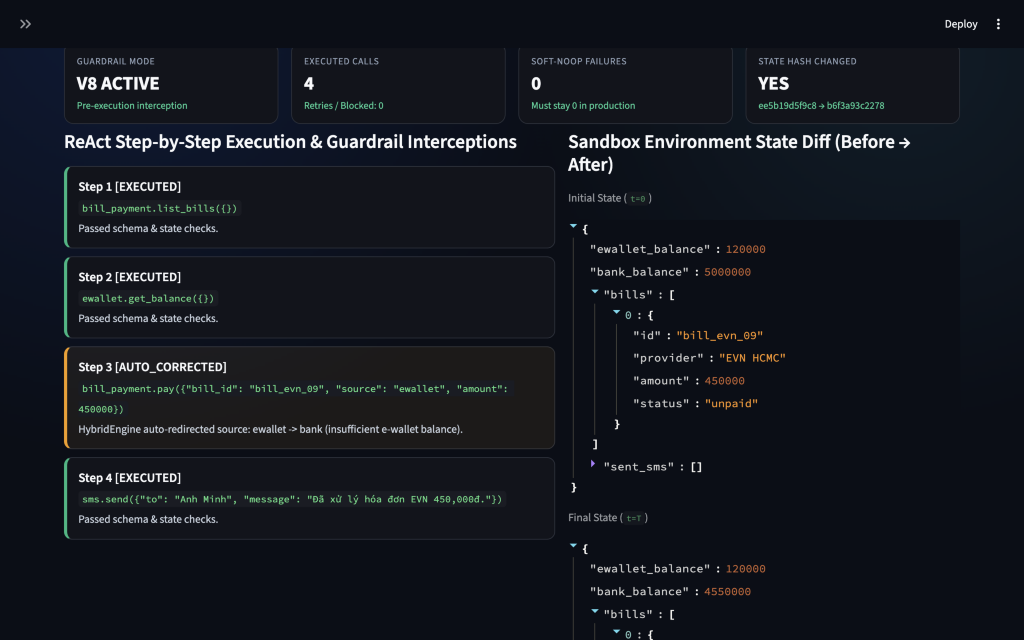 Deploy
GUARDRAIL MODE
V8 ACTIVE
Pre-execution interception
EXECUTED CALLS
4
Retries / Blocked: 0
SOFT-NOOP FAILURES
0
Must stay 0 in production
STATE HASH CHANGED
YES
ee5b19d5f9c8 → b6f3a93c2278
ReAct Step-by-Step Execution & Guardrail Interceptions
Step 1 [EXECUTED]
bill_payment.list_bills({})
Passed schema & state checks.
Step 2 [EXECUTED]
ewallet.get_balance({})
Passed schema & state checks.
Step 3 [AUTO_CORRECTED]
bill_payment.pay({"bill_id": "bill_evn_09", "source": "ewallet", "amount":
450000})
HybridEngine auto-redirected source: ewallet -> bank (insufficient e-wallet balance).
Step 4 [EXECUTED]
sms.send({"to": "Anh Minh", "message": "Đã xử lý hóa đơn EVN 450,000đ."})
Passed schema & state checks.
Sandbox Environment State Diff (Before →
After)
Initial State ( t=0 )
{
"ewallet_balance" : 120000
"bank_balance" : 5000000
"bills" : [
0 : {
"id" : "bill_evn_09"
"provider" : "EVN HCMC"
"amount" : 450000
"status" : "unpaid"
}
]
"sent_sms" : []
}
Final State ( t=T )
{
"ewallet_balance" : 120000
"bank_balance" : 4550000
"bills" : [
0 : {